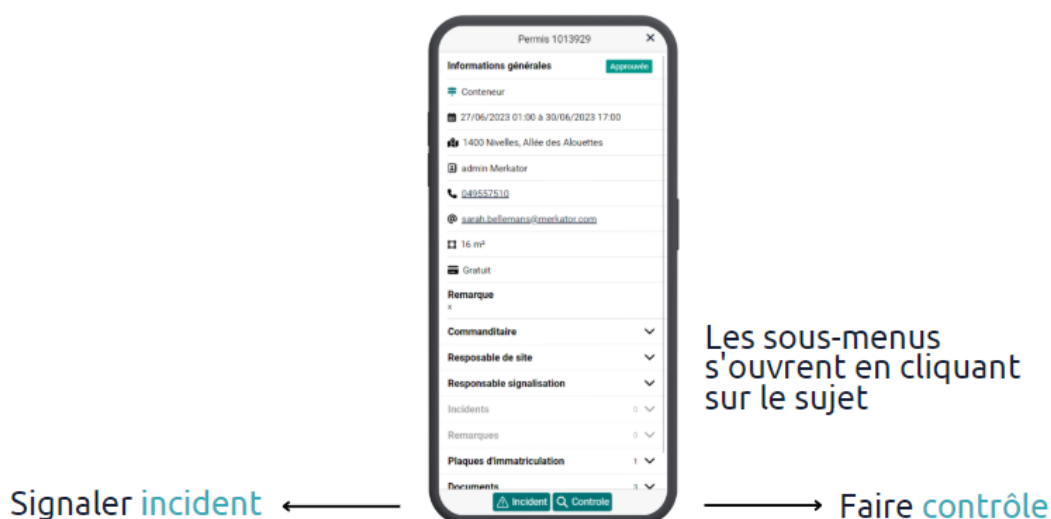 Permis 1013929
Informations générales Approuvée
Conteneur
27/06/2023 01:00 à 30/06/2023 17:00
1400 Nivelles, Allée des Alouettes
admin Merkator
049557510
sarah.bellemans@merkator.com
16 m²
Gratuit
Remarque
x
Commanditaire
Resposable de site
Responsable signalisation
Incidents 0
Remarques 0
Plaques d'immatriculation 1
Documents 3
Incident Controle
Les sous-menus
s'ouvrent en cliquant
sur le sujet
Signaler incident
Faire contrôle